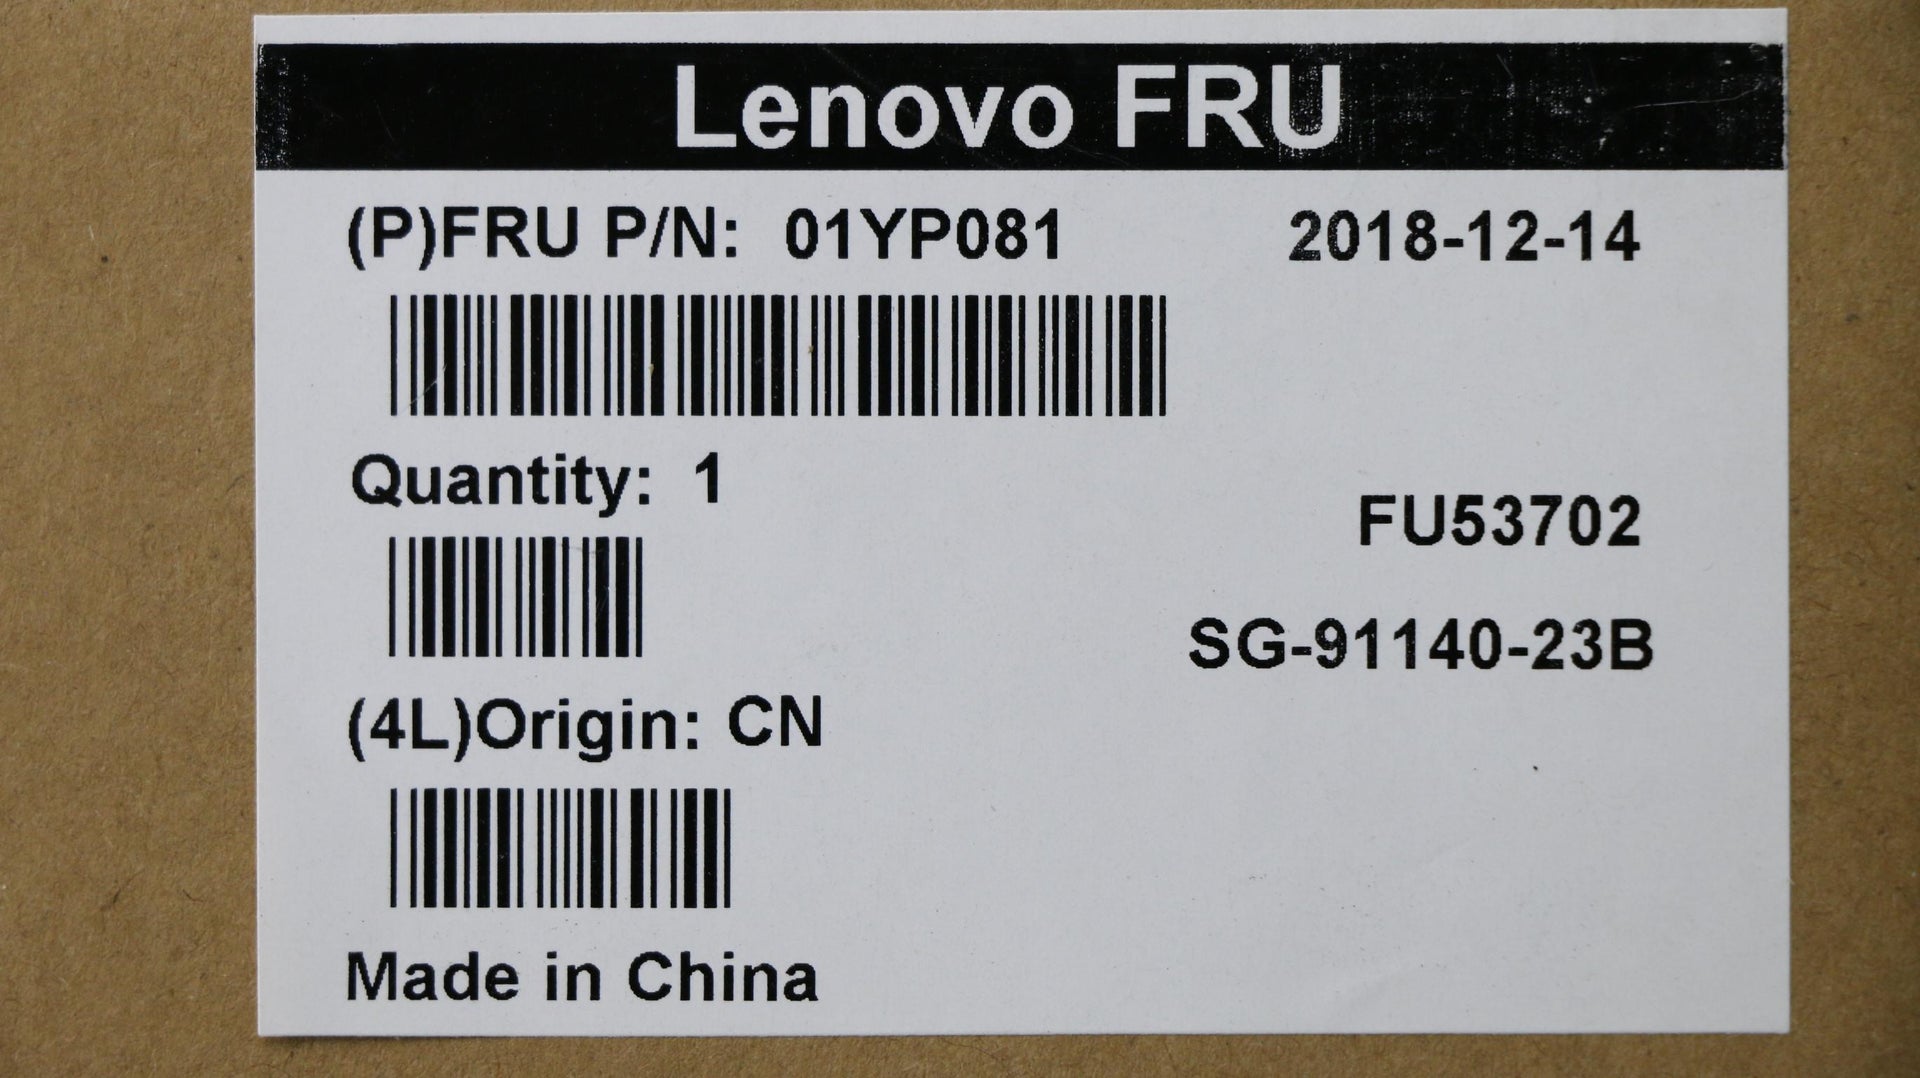 Lenovo FRU
(P)FRU P/N: 01YP081 2018-12-14
Quantity: 1
FU53702
SG-91140-23B
(4L)Origin: CN
Made in China